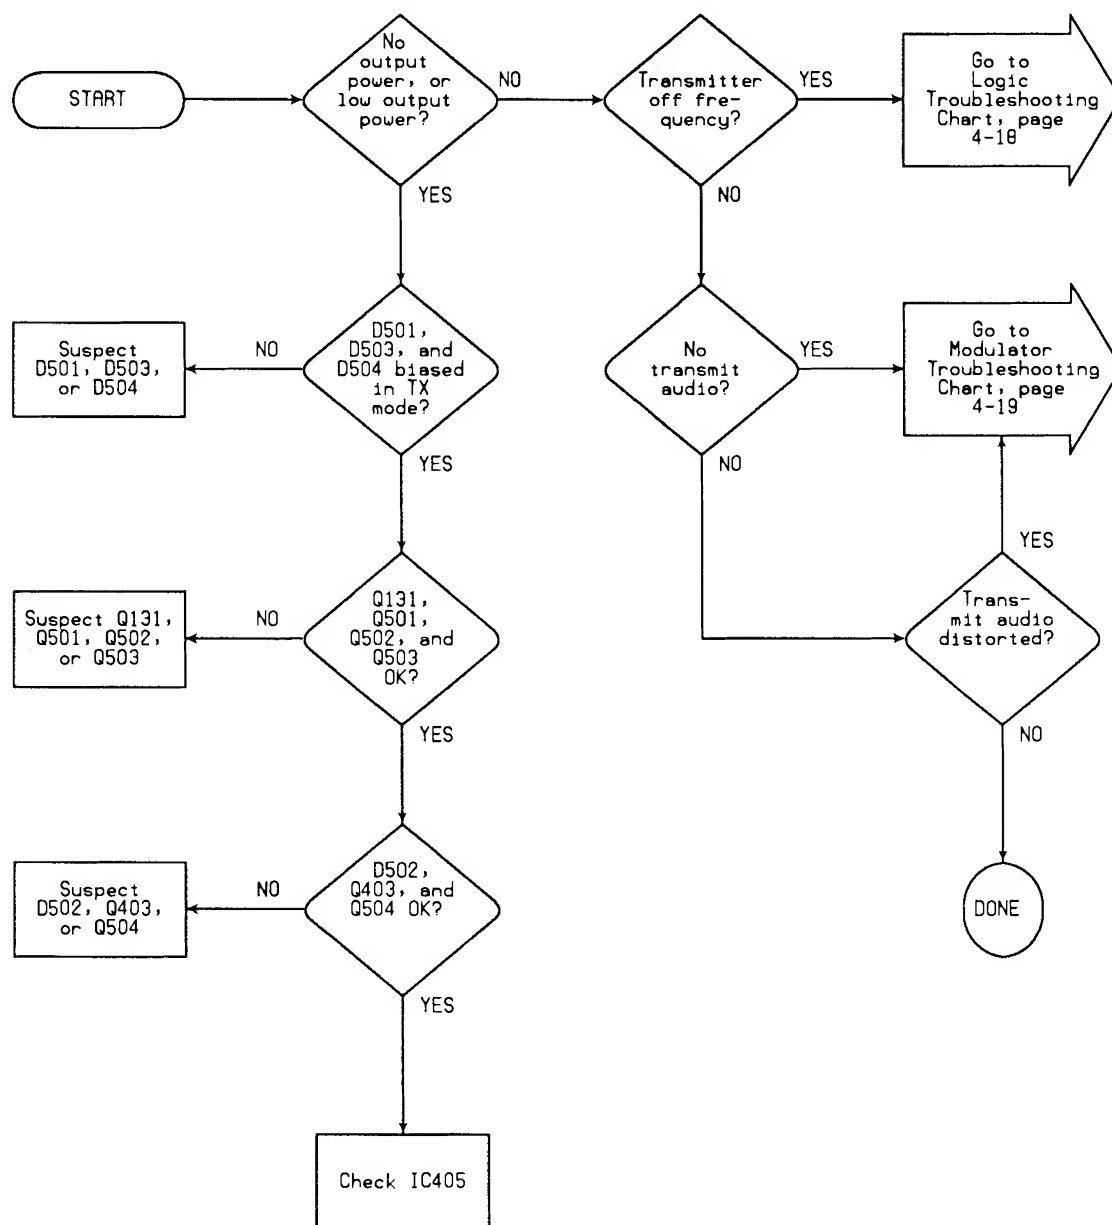 START
No
output
power, or
low output
power?
NO
YES
Transmitter
off fre-
quency?
YES
NO
Go to
Logic
Troubleshooting
Chart, page
4-18
D501,
D503, and
D504 biased
in TX
mode?
NO
YES
Suspect
D501, D503,
or D504
No
transmit
audio?
YES
NO
Go to
Modulator
Troubleshooting
Chart, page
4-19
Q131,
Q501,
Q502, and
Q503
OK?
NO
YES
Suspect Q131,
Q501, Q502,
or Q503
YES
Trans-
mit audio
distorted?
NO
D502,
Q403, and
Q504 OK?
NO
YES
Suspect
D502, Q403,
or Q504
DONE
Check IC405